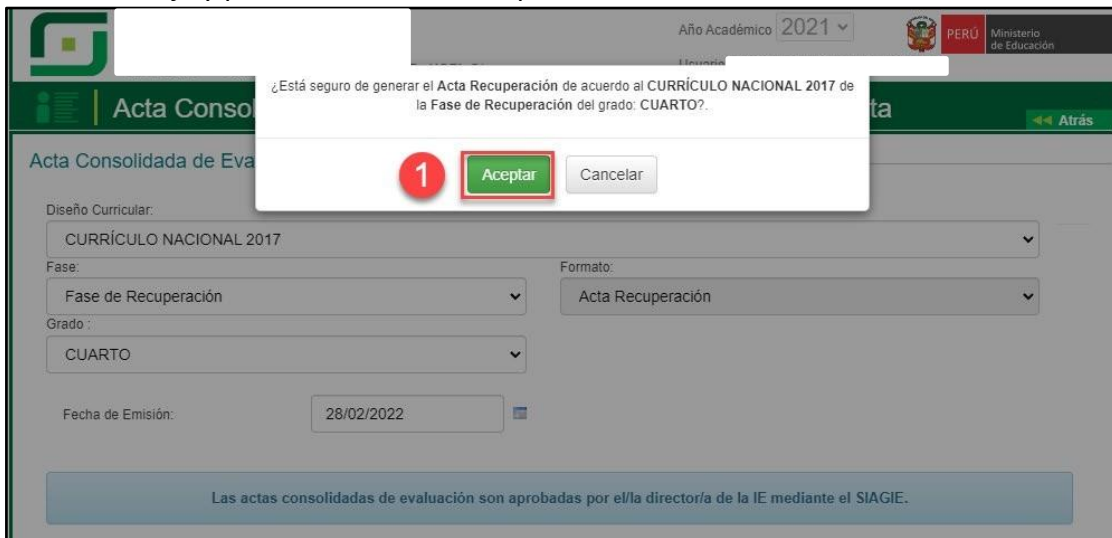 Año Académico 2021
PERÚ Ministerio
de Educación
Usuario
¿Está seguro de generar el Acta Recuperación de acuerdo al CURRÍCULO NACIONAL 2017 de
la Fase de Recuperación del grado: CUARTO?.
Acta Consol
ta
Atrás
1
Aceptar
Cancelar
Acta Consolidada de Eva
Diseño Curricular:
CURRÍCULO NACIONAL 2017
Fase:
Formato:
Fase de Recuperación
Acta Recuperación
Grado :
CUARTO
Fecha de Emisión:
28/02/2022
Las actas consolidadas de evaluación son aprobadas por el/la director/a de la IE mediante el SIAGIE.